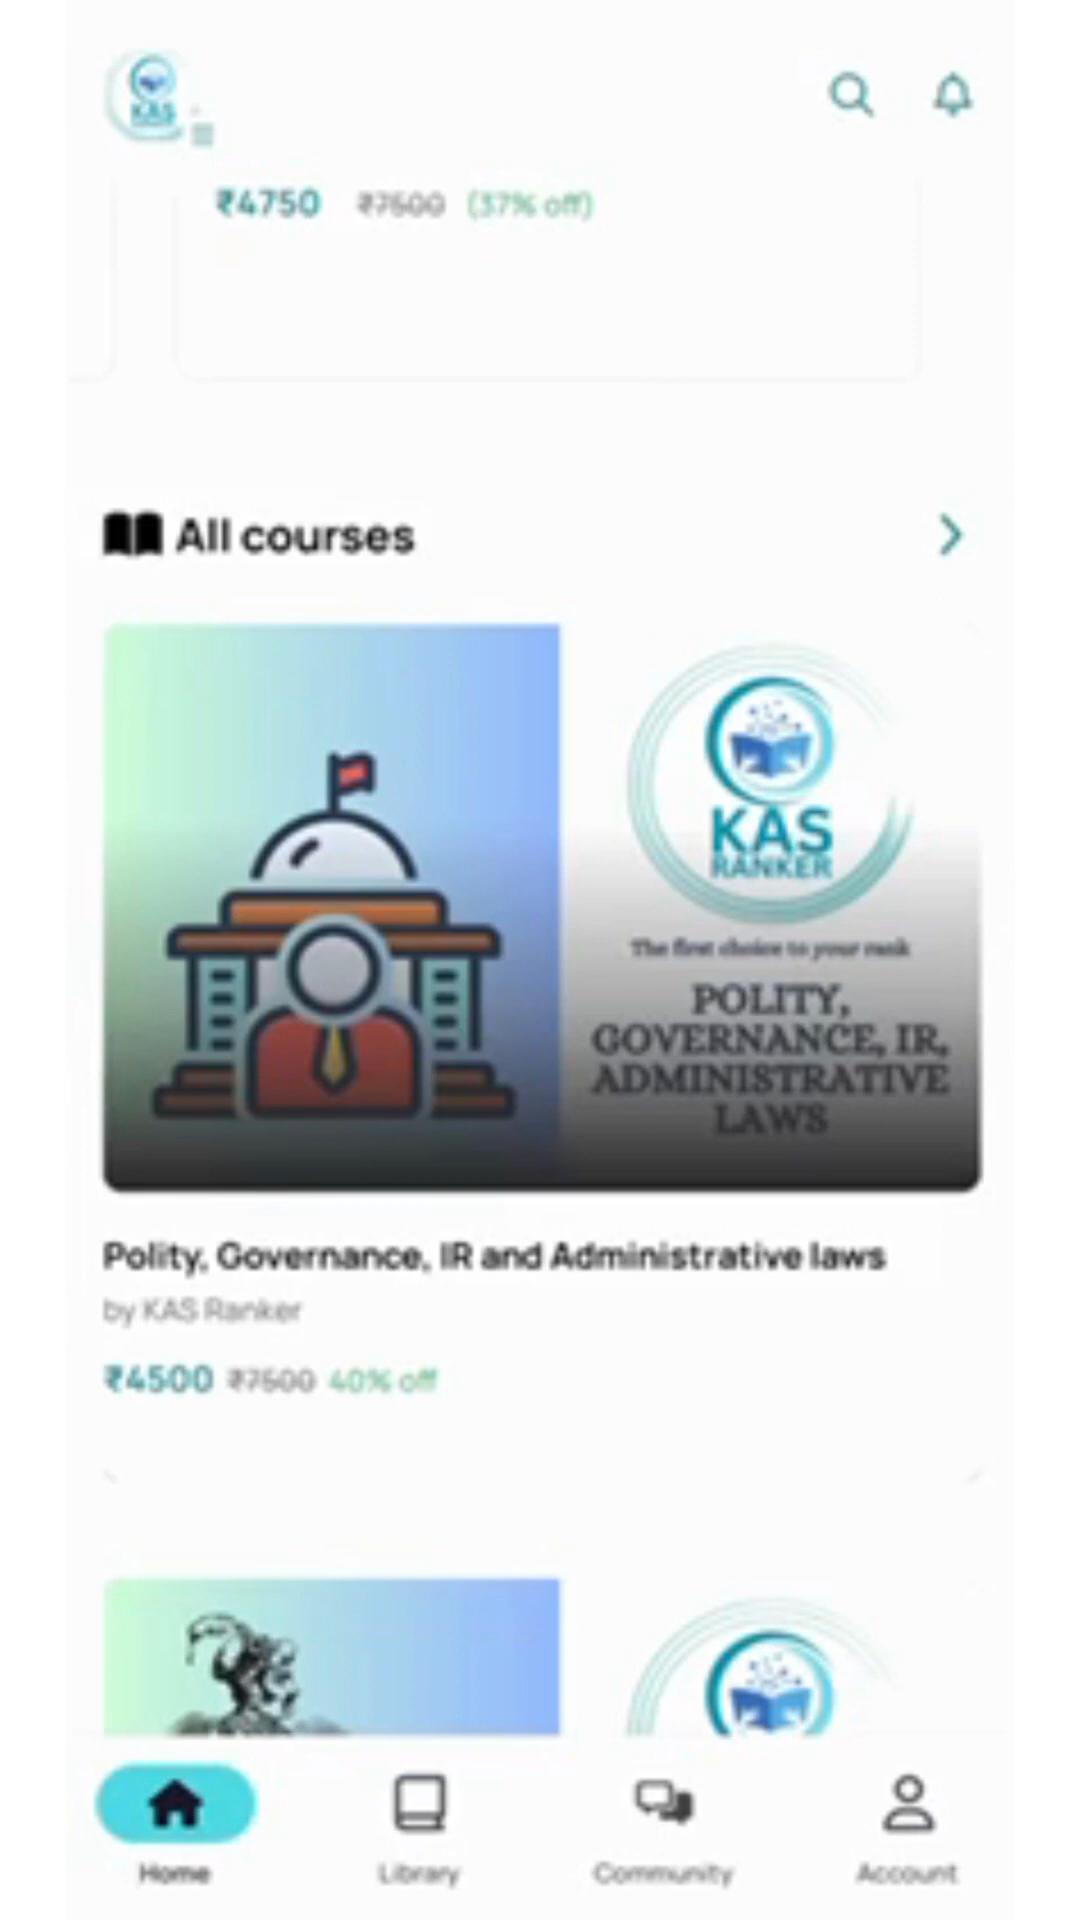 KAS
₹4750 ₹7500 (37% off)
All courses
KAS
RANKER
The first choice to your rank
POLITY,
GOVERNANCE, IR,
ADMINISTRATIVE
LAWS
Polity, Governance, IR and Administrative laws
by KAS Ranker
₹4500 ₹7500 40% off
Home Library Community Account